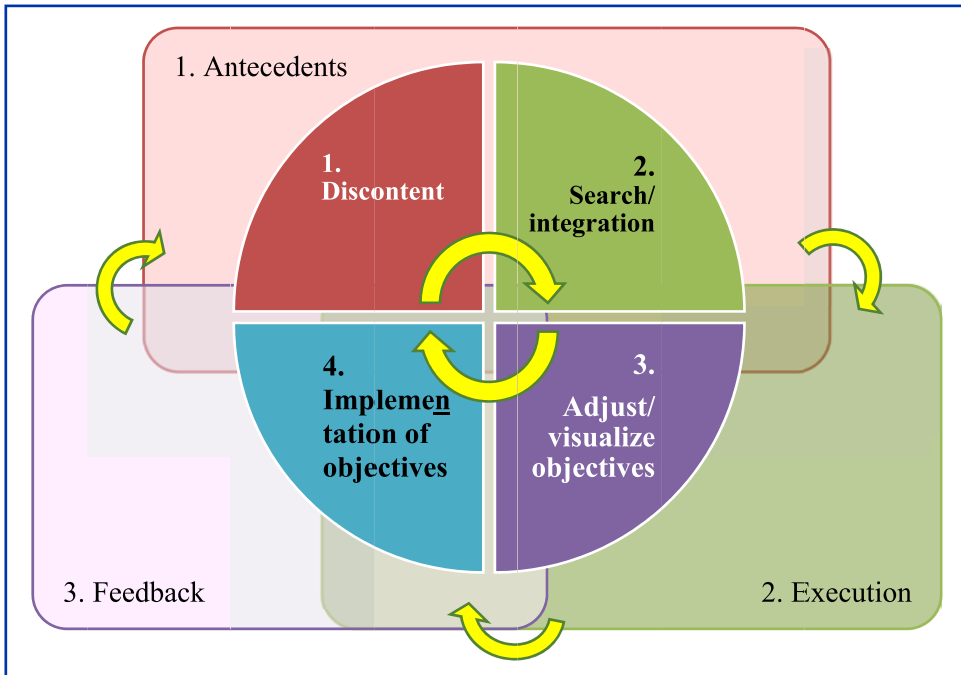 1. Antecedents
1.
Discontent
2.
Search/
integration
4.
Implemen
tation of
objectives
3.
Adjust/
visualize
objectives
3. Feedback
2. Execution